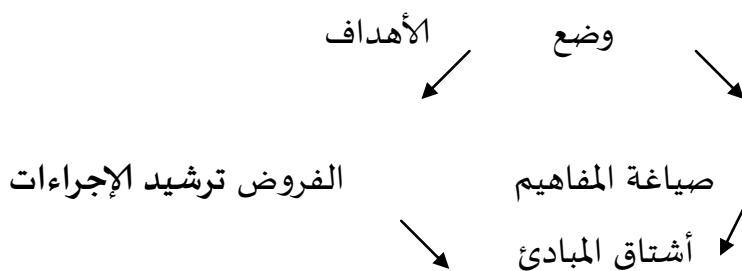 وضع الأهداف
صياغة المفاهيم الفروض ترشيد الإجراءات
أشتاق المبادئ